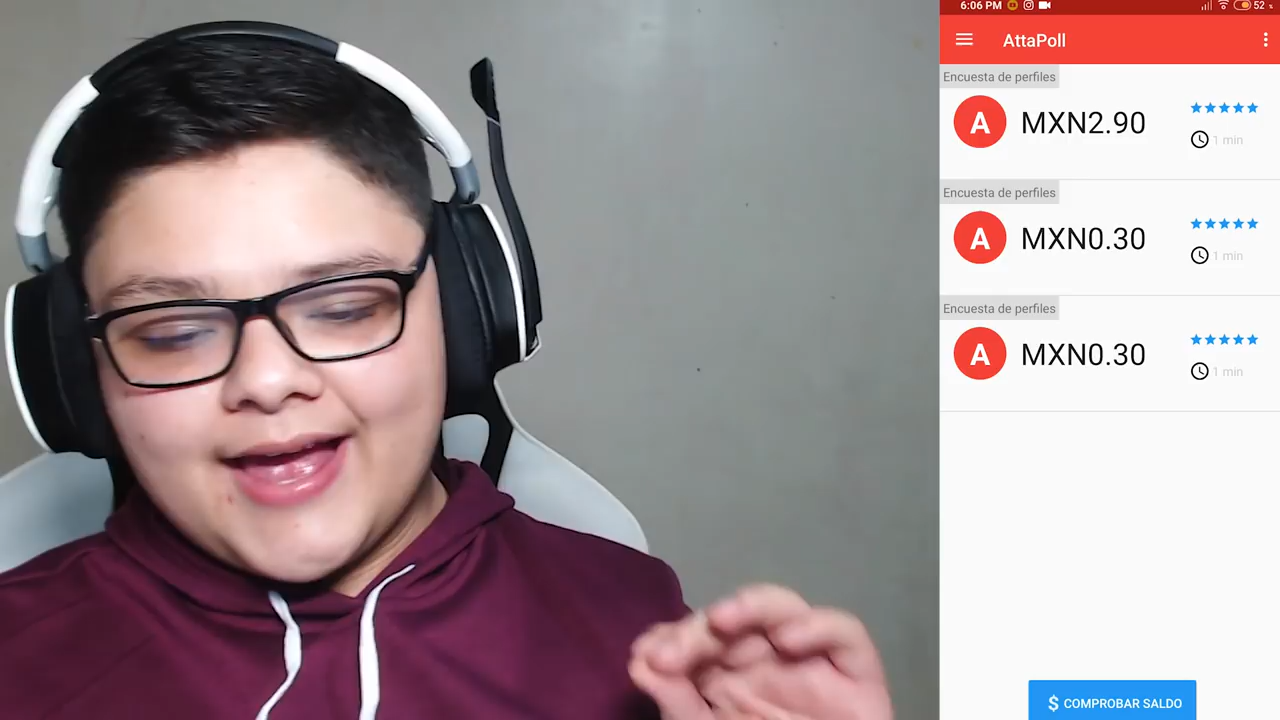 6:06 PM
52
AttaPoll
Encuesta de perfiles
A
MXN2.90
1 min
Encuesta de perfiles
A
MXN0.30
1 min
Encuesta de perfiles
A
MXN0.30
1 min
$ COMPROBAR SALDO